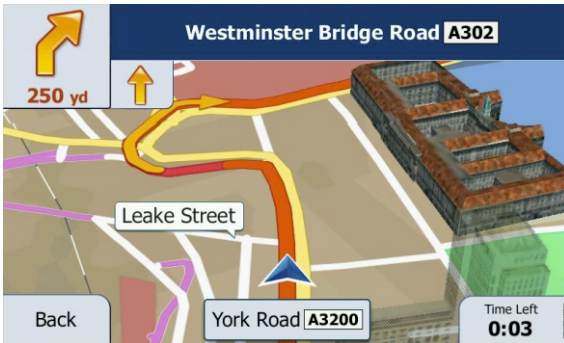 Westminster Bridge Road A302
250 yd
Leake Street
Back
York Road A3200
Time Left
0:03